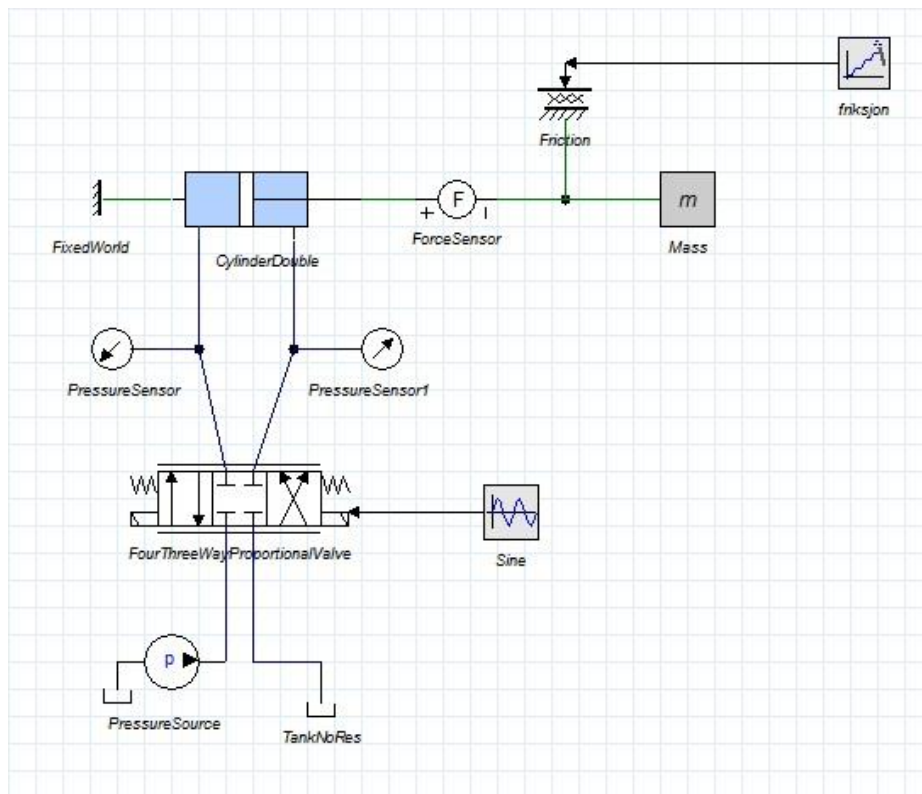 friksjon
Friction
F
m
FixedWorld
CylinderDouble
ForceSensor
Mass
PressureSensor
PressureSensor1
FourThreeWayProportionalValve
Sine
p
PressureSource
TankNoRes